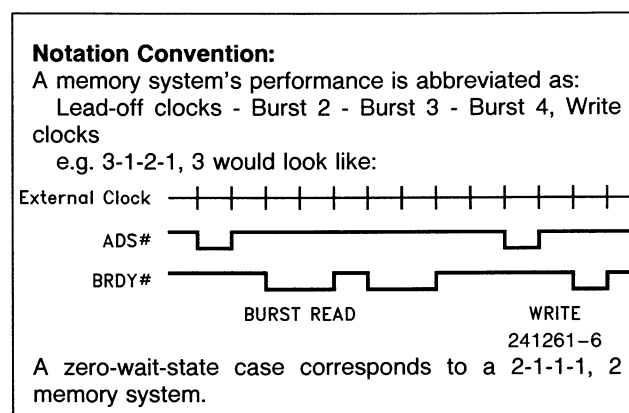 Notation Convention:
A memory system's performance is abbreviated as:
Lead-off clocks - Burst 2 - Burst 3 - Burst 4, Write
clocks
e.g. 3-1-2-1, 3 would look like:
External Clock
ADS#
BRDY#
BURST READ WRITE
241261-6
A zero-wait-state case corresponds to a 2-1-1-1, 2
memory system.